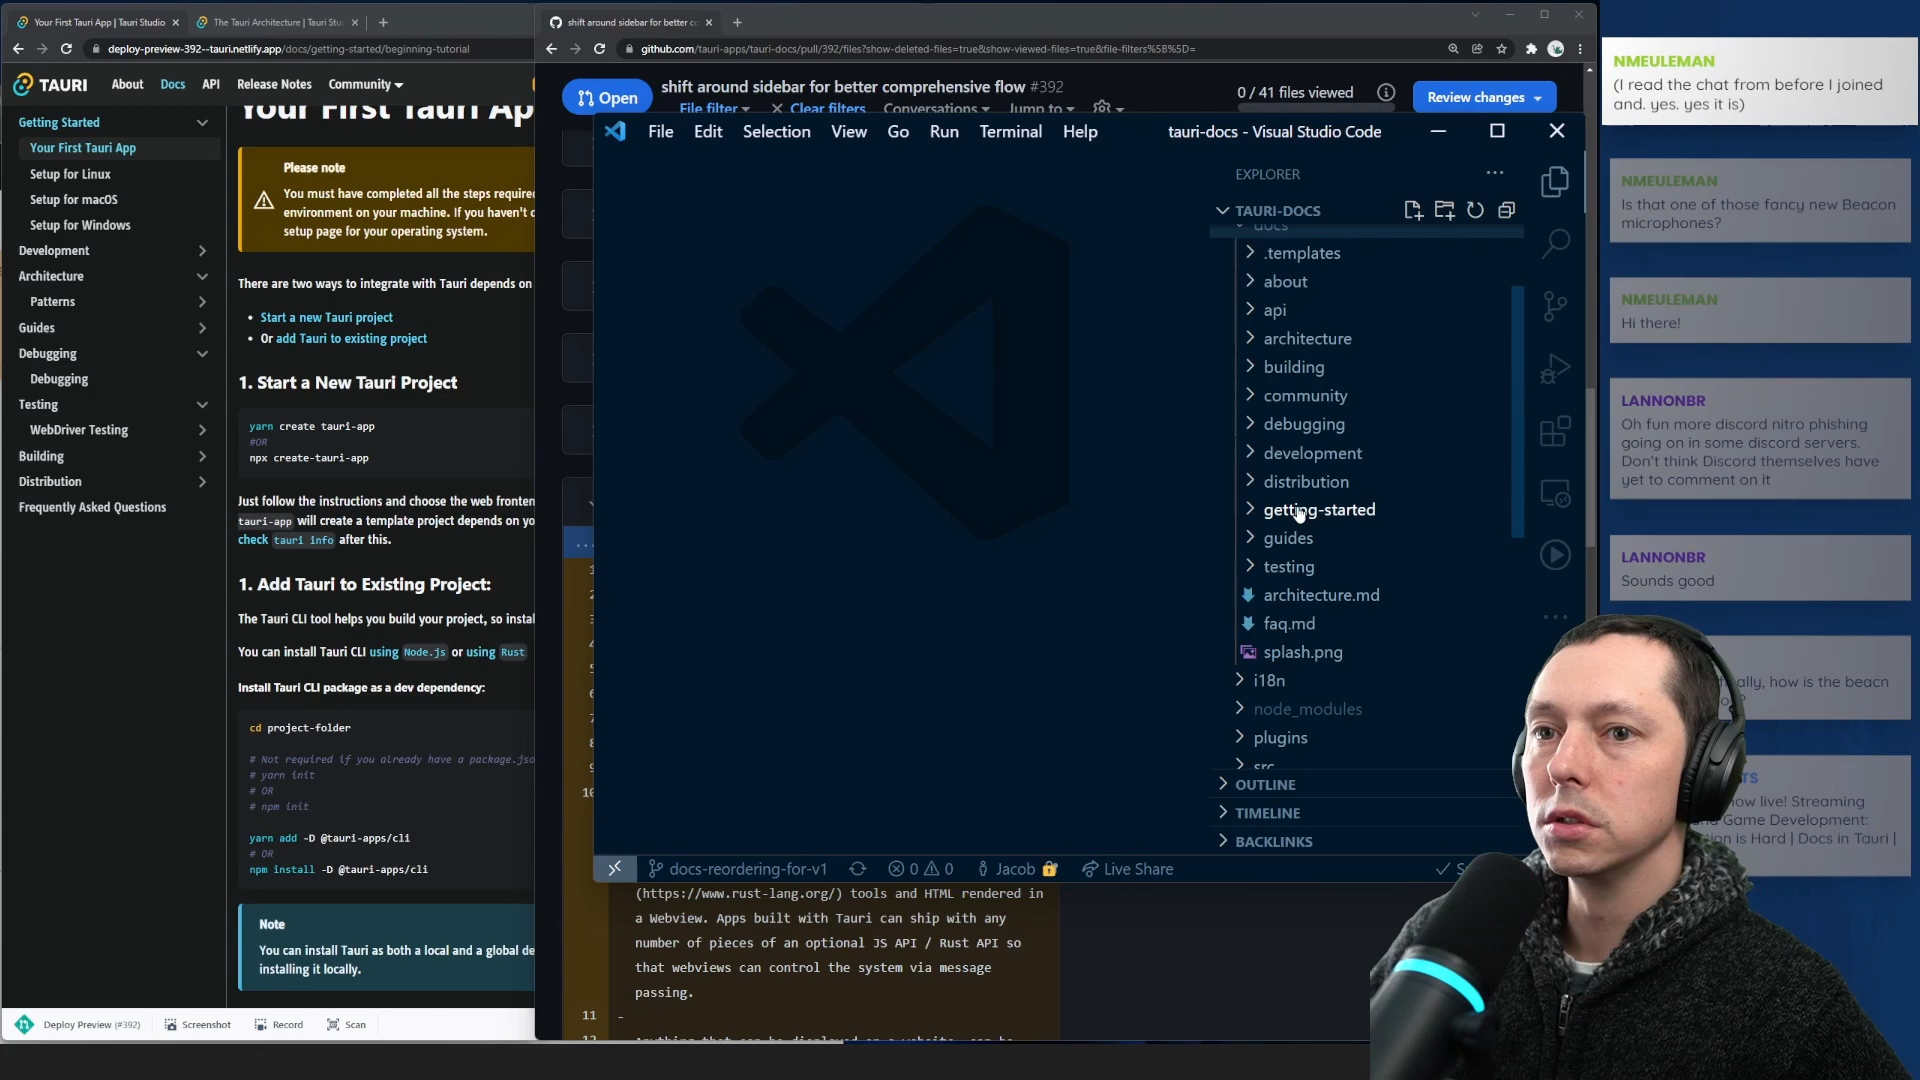 Your First Tauri App | Tauri Studio
The Tauri Architecture | Tauri Stu
deploy-preview-392--tauri.netlify.app/docs/getting-started/beginning-tutorial
TAURI
About
Docs
API
Release Notes
Community
Getting Started
Your First Tauri App
Setup for Linux
Setup for macOS
Setup for Windows
Development
Architecture
Patterns
Guides
Debugging
Debugging
Testing
WebDriver Testing
Building
Distribution
Frequently Asked Questions
Your First Tauri Ap
Please note
You must have completed all the steps require
environment on your machine. If you haven't
setup page for your operating system.
There are two ways to integrate with Tauri depends on
Start a new Tauri project
Or add Tauri to existing project
1. Start a New Tauri Project
yarn create tauri-app
#OR
npx create-tauri-app
Just follow the instructions and choose the web fronten
tauri-app will create a template project depends on yo
check tauri info after this.
1. Add Tauri to Existing Project:
The Tauri CLI tool helps you build your project, so instal
You can install Tauri CLI using Node.js or using Rust
Install Tauri CLI package as a dev dependency:
cd project-folder
# Not required if you already have a package.jso
# yarn init
# OR
# npm init
yarn add -D @tauri-apps/cli
# OR
npm install -D @tauri-apps/cli
Note
You can install Tauri as both a local and a global de
installing it locally.
Deploy Preview (#392)
Screenshot
Record
Scan
shift around sidebar for better co
github.com/tauri-apps/tauri-docs/pull/392/files?show-deleted-files=true&show-viewed-files=true&file-filters%5B%5D=
Open
shift around sidebar for better comprehensive flow #392
File filter
Clear filters
Conversations
Jump to
0 / 41 files viewed
Review changes
File Edit Selection View Go Run Terminal Help
tauri-docs - Visual Studio Code
EXPLORER
TAURI-DOCS
docs
.templates
about
api
architecture
building
community
debugging
development
distribution
getting-started
guides
testing
architecture.md
faq.md
splash.png
i18n
node_modules
plugins
src
OUTLINE
TIMELINE
BACKLINKS
docs-reordering-for-v1
0
0
Jacob
Live Share
10
(https://www.rust-lang.org/) tools and HTML rendered in
a Webview. Apps built with Tauri can ship with any
number of pieces of an optional JS API / Rust API so
that webviews can control the system via message
passing.
11 -
NMEULEMAN
(I read the chat from before I joined
and. yes. yes it is)
NMEULEMAN
Is that one of those fancy new Beacon
microphones?
NMEULEMAN
Hi there!
LANNONBR
Oh fun more discord nitro phishing
going on in some discord servers.
Don't think Discord themselves have
yet to comment on it
LANNONBR
Sounds good
ally, how is the beacn
TS
now live! Streaming
nd Game Development:
ion is Hard | Docs in Tauri |